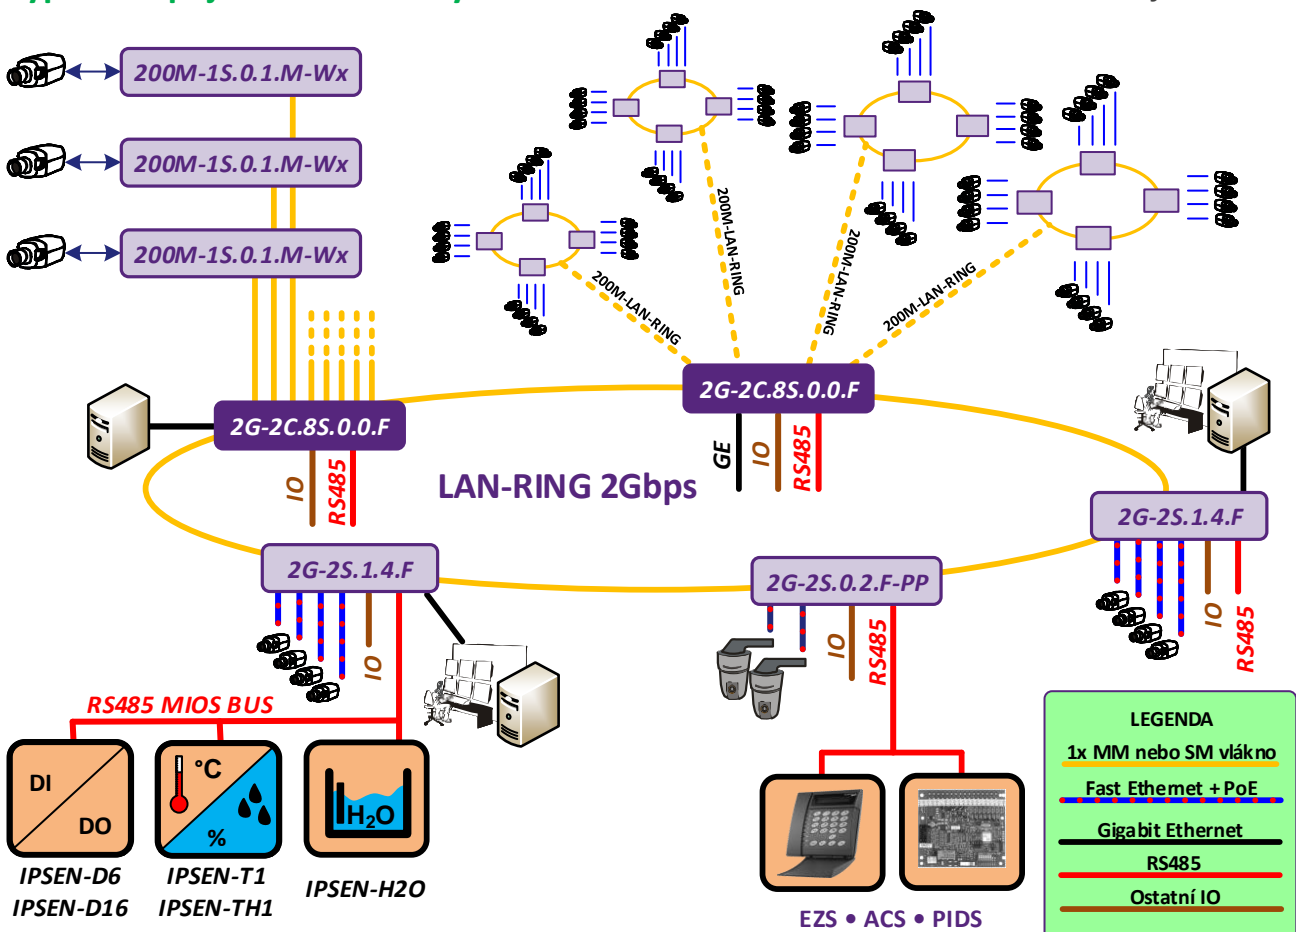 200M-1S.0.1.M-Wx
200M-1S.0.1.M-Wx
200M-1S.0.1.M-Wx
200M-LAN-RING
200M-LAN-RING
200M-LAN-RING
200M-LAN-RING
2G-2C.8S.0.0.F
2G-2C.8S.0.0.F
GE
IO
RS485
IO
RS485
LAN-RING 2Gbps
2G-2S.1.4.F
2G-2S.1.4.F
2G-2S.0.2.F-PP
IO
IO
RS485
IO
RS485
RS485 MIOS BUS
DI
DO
°C
%
H₂O
IPSEN-D6
IPSEN-D16
IPSEN-T1
IPSEN-TH1
IPSEN-H2O
EZS • ACS • PIDS
LEGENDA
1x MM nebo SM vlákno
Fast Ethernet + PoE
Gigabit Ethernet
RS485
Ostatní IO